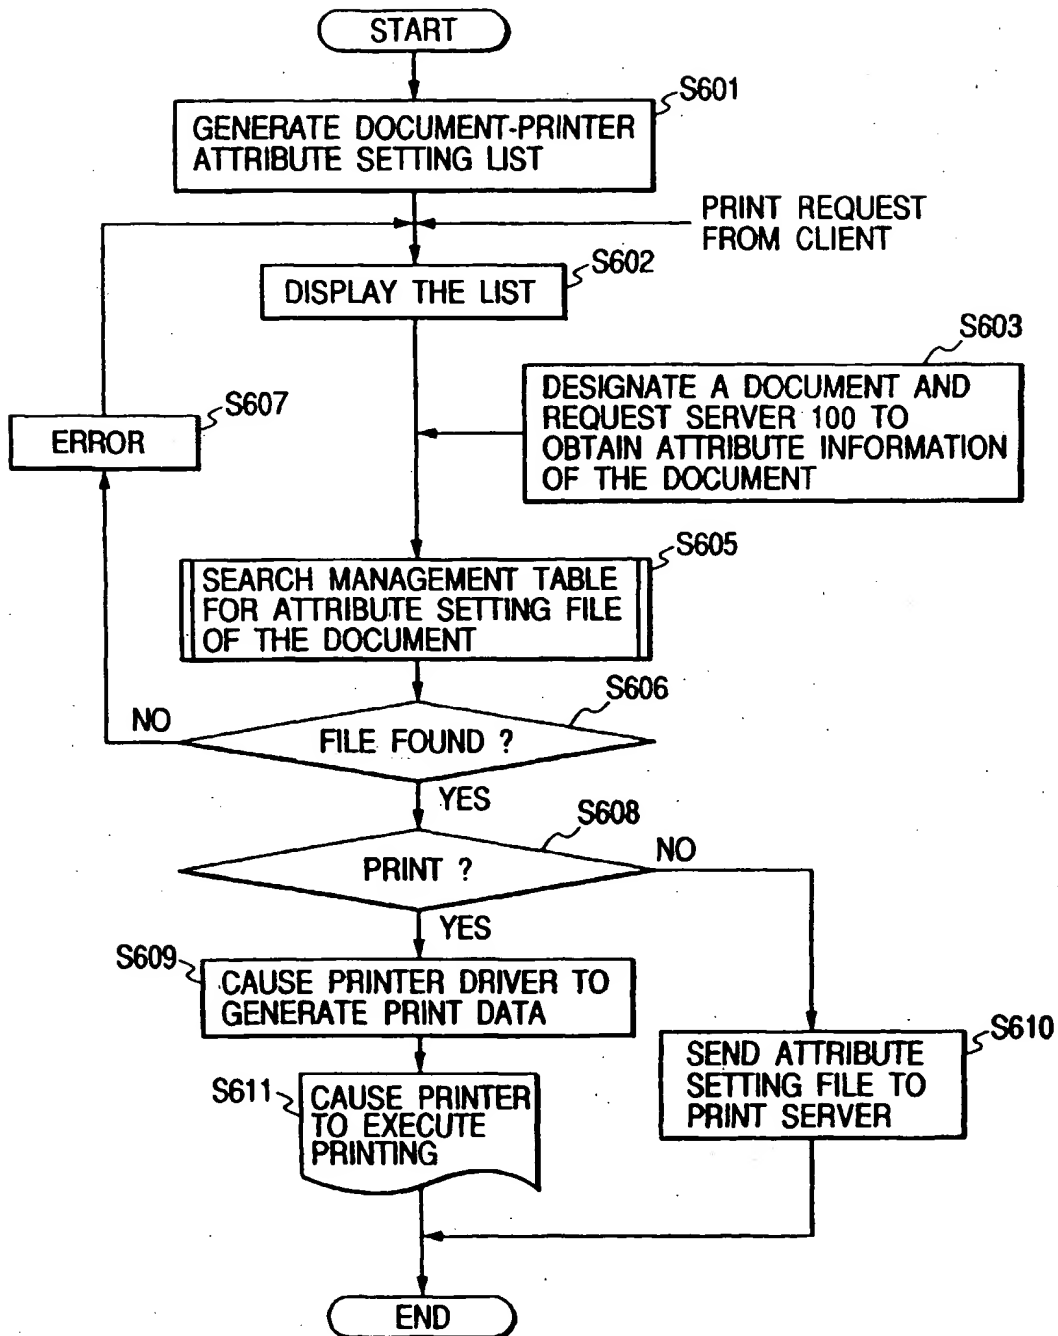 START
S601
GENERATE DOCUMENT-PRINTER
ATTRIBUTE SETTING LIST
PRINT REQUEST
FROM CLIENT
S602
DISPLAY THE LIST
S603
DESIGNATE A DOCUMENT AND
REQUEST SERVER 100 TO
OBTAIN ATTRIBUTE INFORMATION
OF THE DOCUMENT
S607
ERROR
S605
SEARCH MANAGEMENT TABLE
FOR ATTRIBUTE SETTING FILE
OF THE DOCUMENT
S606
NO
FILE FOUND ?
YES
S608
PRINT ?
NO
YES
S609
CAUSE PRINTER DRIVER TO
GENERATE PRINT DATA
S610
SEND ATTRIBUTE
SETTING FILE TO
PRINT SERVER
S611
CAUSE PRINTER
TO EXECUTE
PRINTING
END